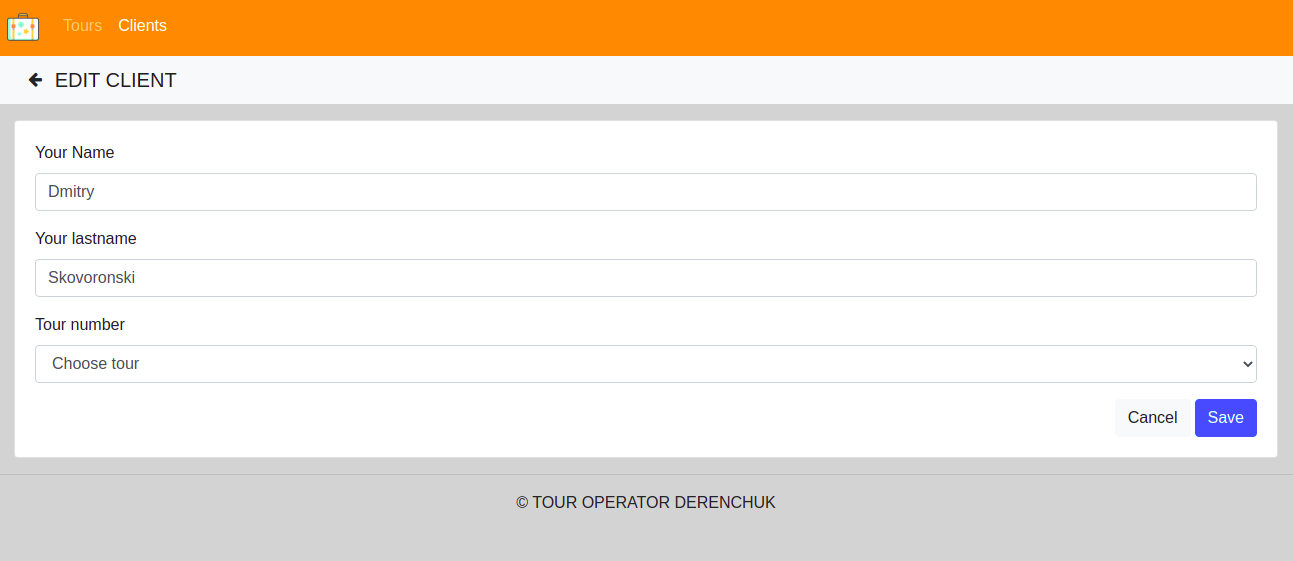 Tours Clients
EDIT CLIENT
Your Name
Dmitry
Your lastname
Skovoronski
Tour number
Choose tour
Cancel Save
© TOUR OPERATOR DERENCHUK